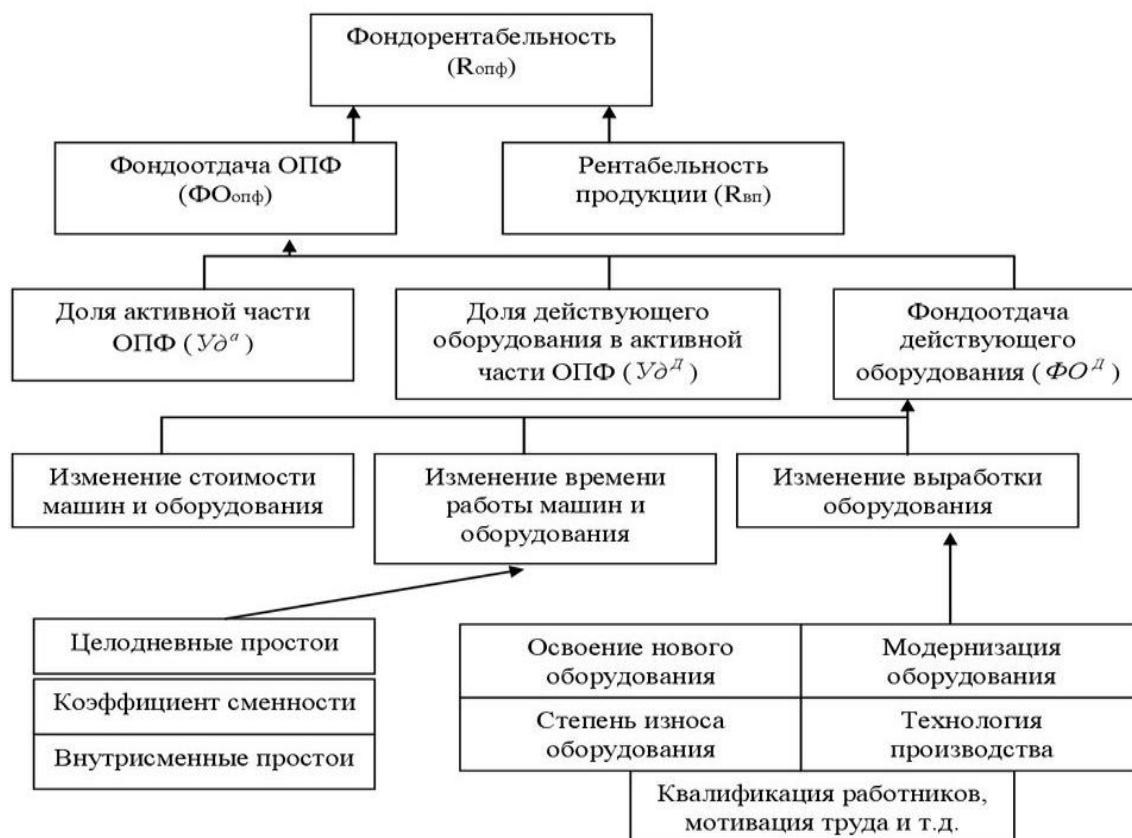 Фондорентабельность
(Rопф)
Фондоотдача ОПФ
(ФОопф)
Рентабельность
продукции (Rвп)
Доля активной части
ОПФ (Удᵃ)
Доля действующего
оборудования в активной
части ОПФ (Уд^Д)
Фондоотдача
действующего
оборудования (ФО^Д)
Изменение стоимости
машин и оборудования
Изменение времени
работы машин и
оборудования
Изменение выработки
оборудования
Целодневные простои
Коэффициент сменности
Внутрисменные простои
Освоение нового
оборудования
Модернизация
оборудования
Степень износа
оборудования
Технология
производства
Квалификация работников,
мотивация труда и т.д.